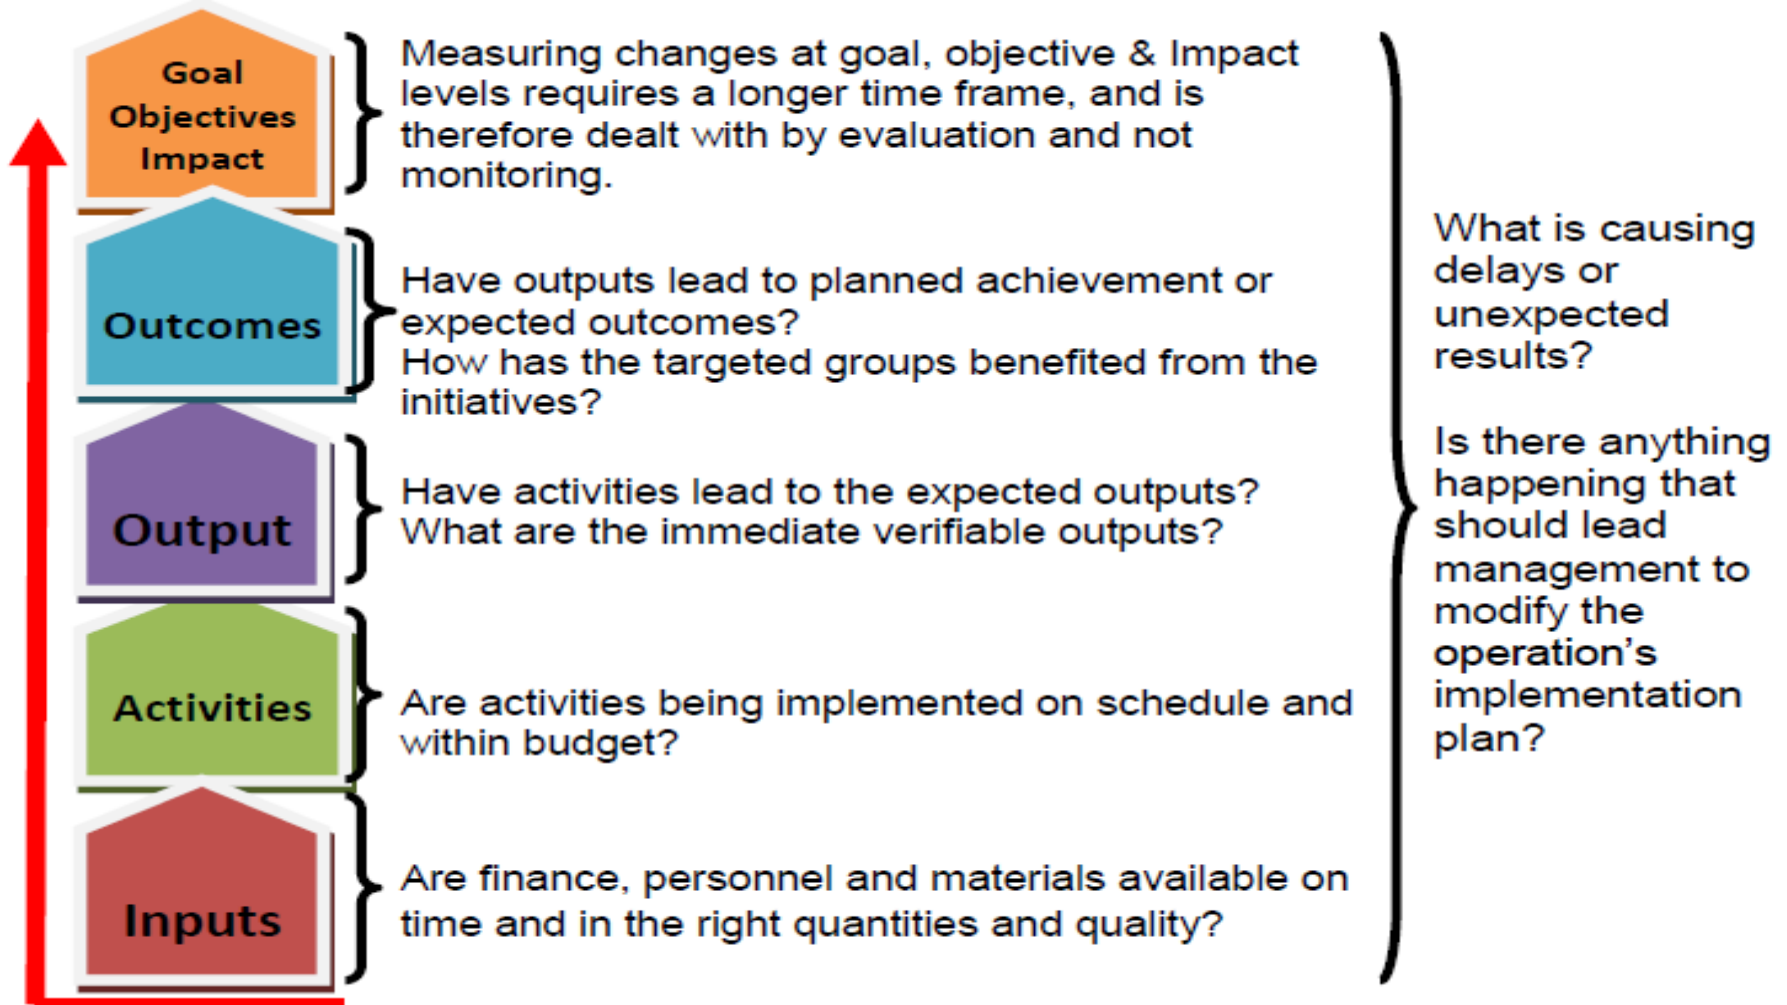 Goal
Objectives
Impact
Measuring changes at goal, objective & Impact
levels requires a longer time frame, and is
therefore dealt with by evaluation and not
monitoring.
Outcomes
Have outputs lead to planned achievement or
expected outcomes?
How has the targeted groups benefited from the
initiatives?
Output
Have activities lead to the expected outputs?
What are the immediate verifiable outputs?
Activities
Are activities being implemented on schedule and
within budget?
Inputs
Are finance, personnel and materials available on
time and in the right quantities and quality?
What is causing
delays or
unexpected
results?
Is there anything
happening that
should lead
management to
modify the
operation’s
implementation
plan?